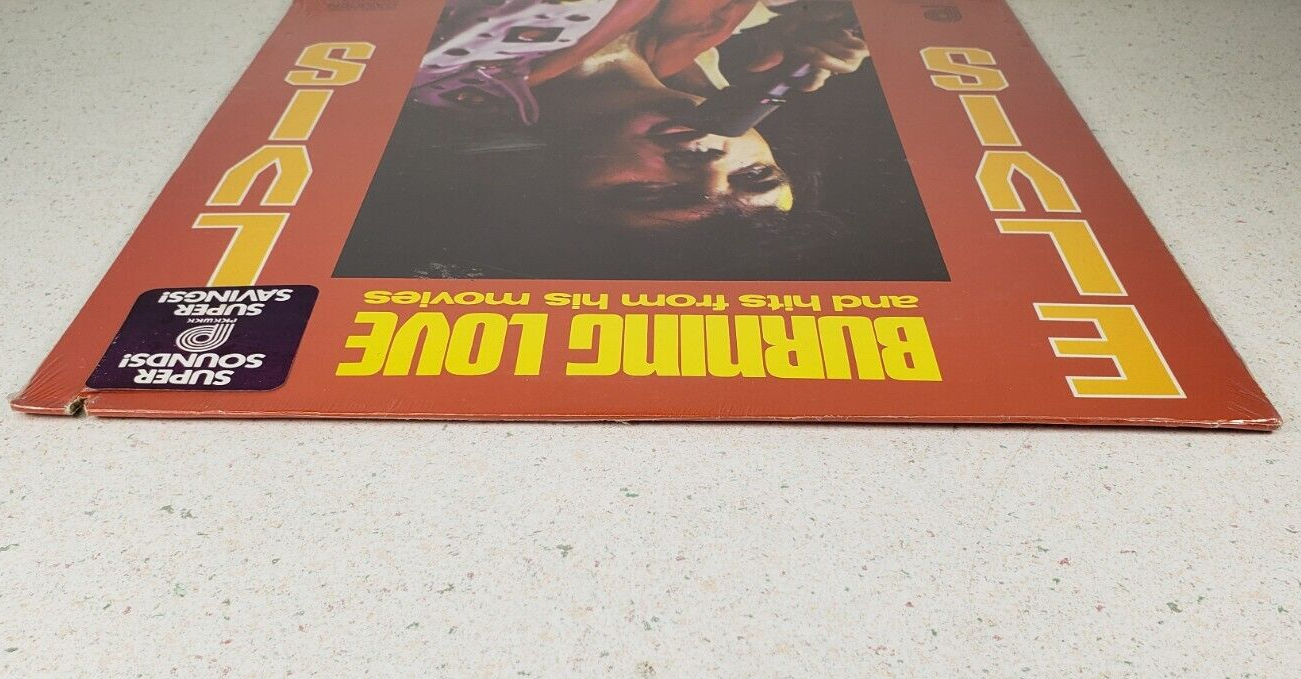 BURNING LOVE
and hits from his movies
ELVIS
ELVIS
SUPER
SOUNDS!
PICKWICK
SUPER
SAVINGS!